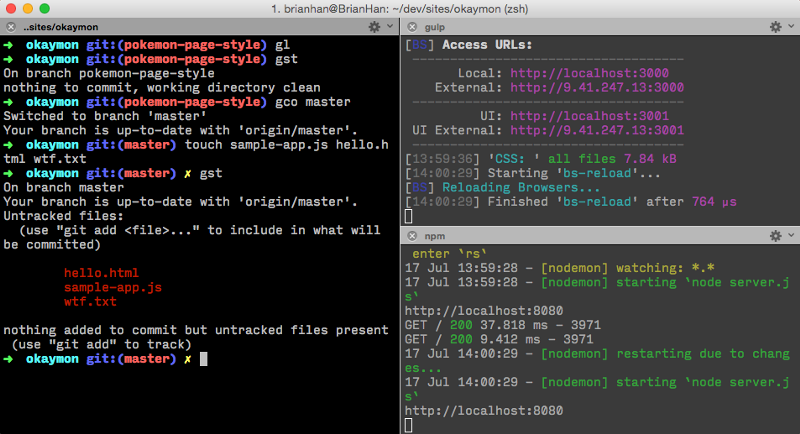 1. brianhan@BrianHan: ~/dev/sites/okaymon (zsh)
..sites/okaymon
➜ okaymon git:(pokemon-page-style) gl
➜ okaymon git:(pokemon-page-style) gst
On branch pokemon-page-style
nothing to commit, working directory clean
➜ okaymon git:(pokemon-page-style) gco master
Switched to branch 'master'
Your branch is up-to-date with 'origin/master'.
➜ okaymon git:(master) touch sample-app.js hello.h
tml wtf.txt
➜ okaymon git:(master) ✗ gst
On branch master
Your branch is up-to-date with 'origin/master'.
Untracked files:
(use "git add <file>..." to include in what will
be committed)
hello.html
sample-app.js
wtf.txt
nothing added to commit but untracked files present
(use "git add" to track)
➜ okaymon git:(master) ✗
gulp
[BS] Access URLs:
--------------------------------------
Local: http://localhost:3000
External: http://9.41.247.13:3000
--------------------------------------
UI: http://localhost:3001
UI External: http://9.41.247.13:3001
--------------------------------------
[13:59:36] 'CSS: ' all files 7.84 kB
[14:00:29] Starting 'bs-reload'...
[BS] Reloading Browsers...
[14:00:29] Finished 'bs-reload' after 764 μs
npm
enter `rs`
17 Jul 13:59:28 - [nodemon] watching: *.*
17 Jul 13:59:28 - [nodemon] starting `node server.j
s`
http://localhost:8080
GET / 200 37.818 ms - 3971
GET / 200 9.412 ms - 3971
17 Jul 14:00:29 - [nodemon] restarting due to chang
es...
17 Jul 14:00:29 - [nodemon] starting `node server.j
s`
http://localhost:8080